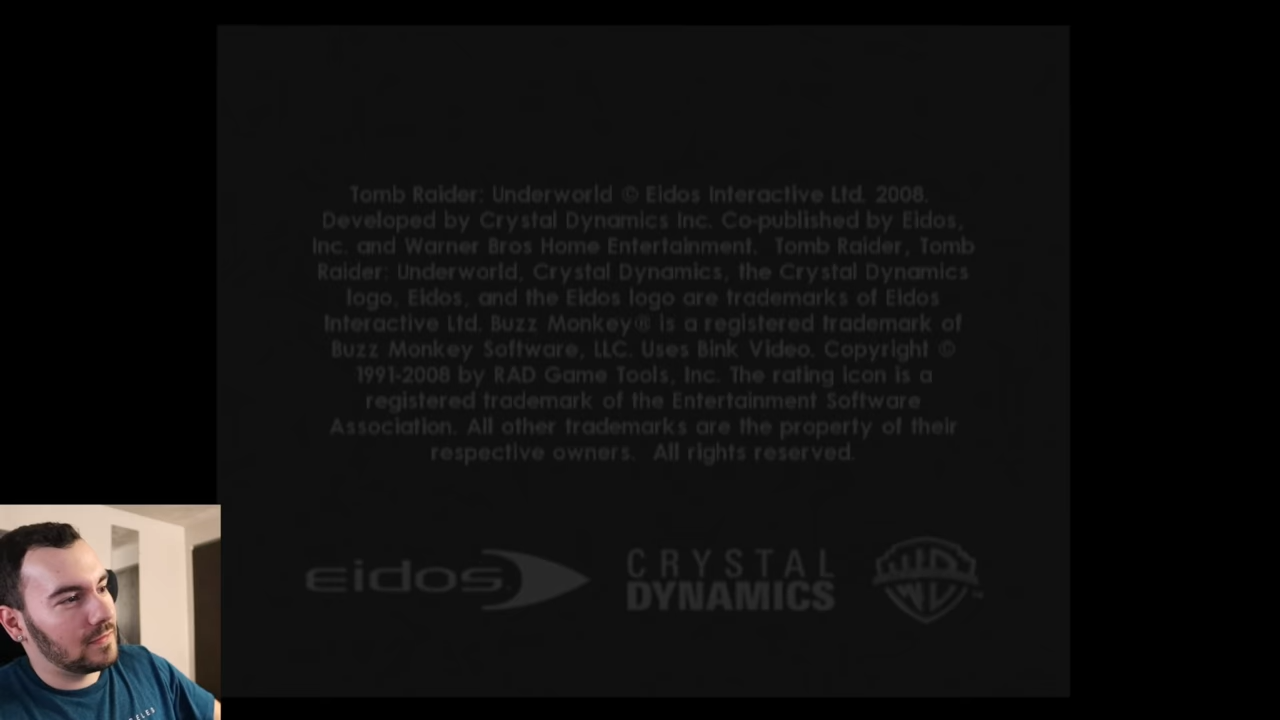 Tomb Raider: Underworld © Eidos Interactive Ltd. 2008.
Developed by Crystal Dynamics Inc. Co-published by Eidos,
Inc. and Warner Bros Home Entertainment. Tomb Raider, Tomb
Raider: Underworld, Crystal Dynamics, the Crystal Dynamics
logo, Eidos, and the Eidos logo are trademarks of Eidos
Interactive Ltd. Buzz Monkey® is a registered trademark of
Buzz Monkey Software, LLC. Uses Bink Video. Copyright ©
1991-2008 by RAD Game Tools, Inc. The rating icon is a
registered trademark of the Entertainment Software
Association. All other trademarks are the property of their
respective owners. All rights reserved.
eidos
CRYSTAL
DYNAMICS
WB